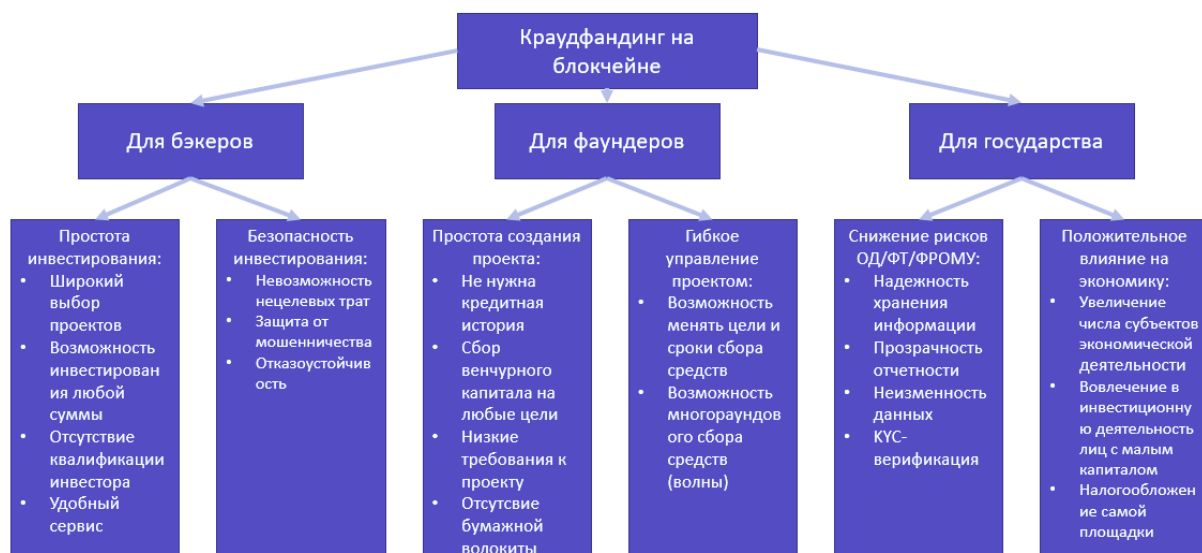 Краудфандинг на
блокчейне
Для бэкеров
Для фаундеров
Для государства
Простота
инвестирования:
• Широкий
выбор
проектов
• Возможность
инвестирован
ия любой
суммы
• Отсутствие
квалификации
инвестора
• Удобный
сервис
Безопасность
инвестирования:
• Невозможность
нецелевых трат
• Защита от
мошенничества
• Отказоустойчив
ость
Простота создания
проекта:
• Не нужна
кредитная
история
• Сбор
венчурного
капитала на
любые цели
• Низкие
требования к
проекту
• Отсутсвие
бумажной
волокиты
Гибкое
управление
проектом:
• Возможность
менять цели и
сроки сбора
средств
• Возможность
многораундов
ого сбора
средств
(волны)
Снижение рисков
ОД/ФТ/ФРОМУ:
• Надежность
хранения
информации
• Прозрачность
отчетности
• Неизменность
данных
• KYC-
верификация
Положительное
влияние на
экономику:
• Увеличение
числа субъектов
экономической
деятельности
• Вовлечение в
инвестиционну
ю деятельность
лиц с малым
капиталом
• Налогообложен
ие самой
площадки